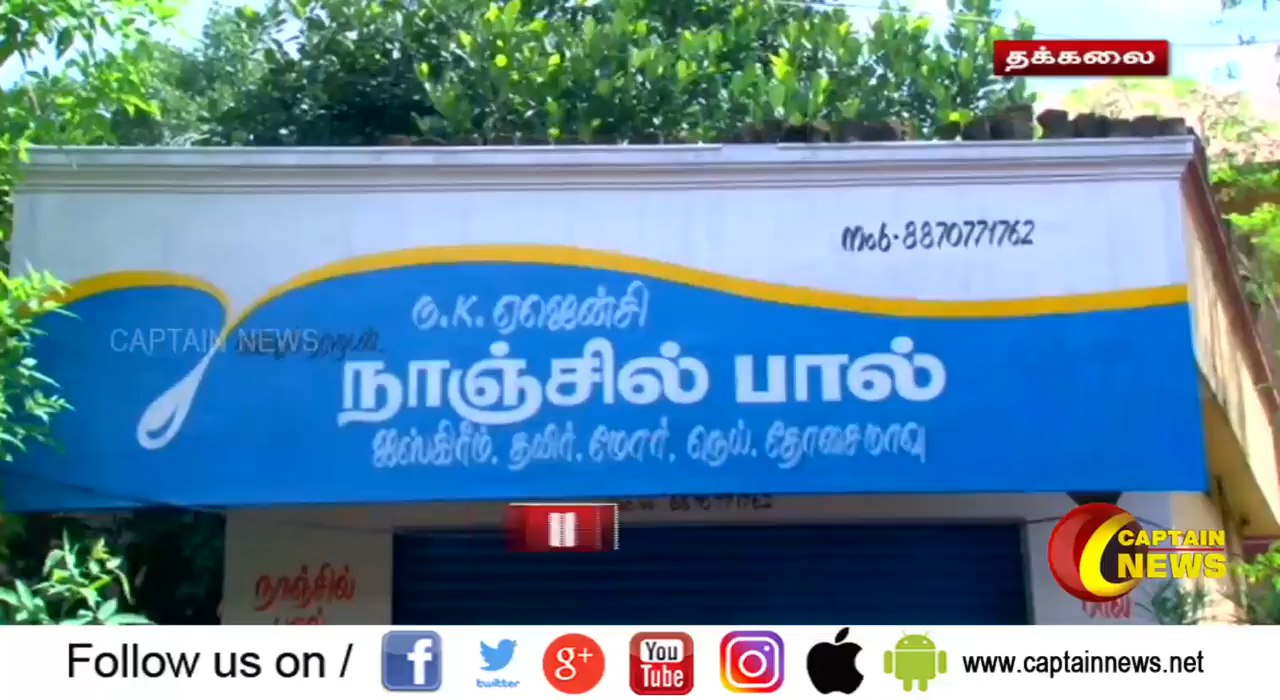 தக்கலை
Mob-8870771762
மு.K. ஏஜென்சி
CAPTAIN NEWS
நாஞ்சில் பால்
ஐஸ்கிரீம், தயிர், மோர், நெய், தோசைமாவு
8870771762
CAPTAIN
NEWS
நாஞ்சில்
பால்
பால்
Follow us on / f twitter g+ You Tube www.captainnews.net